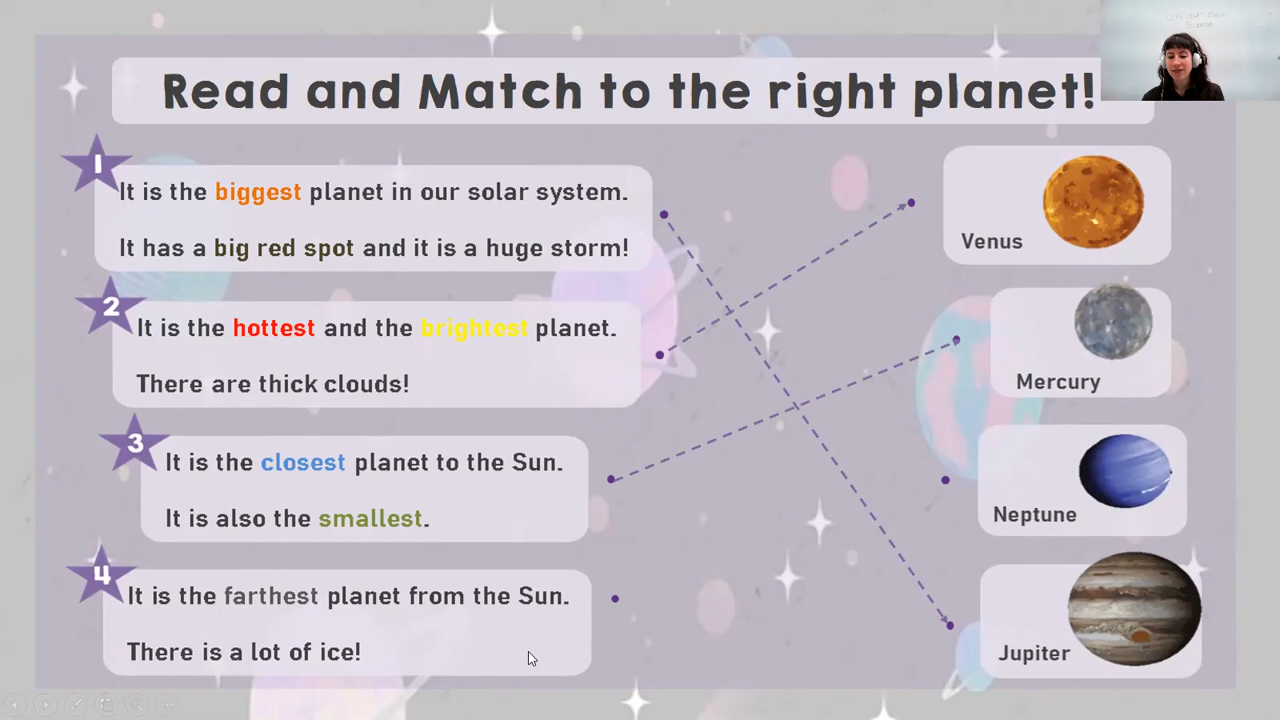 Read and Match to the right planet!
1
It is the biggest planet in our solar system.
It has a big red spot and it is a huge storm!
2
It is the hottest and the brightest planet.
There are thick clouds!
3
It is the closest planet to the Sun.
It is also the smallest.
4
It is the farthest planet from the Sun.
There is a lot of ice!
Venus
Mercury
Neptune
Jupiter